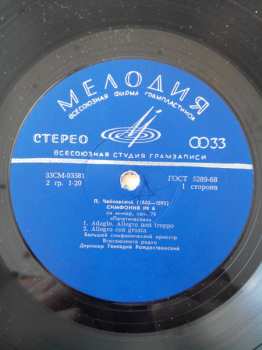 МЕЛОДИЯ
ВСЕСОЮЗНАЯ ФИРМА ГРАМПЛАСТИНОК
СТЕРЕО
33
ВСЕСОЮЗНАЯ СТУДИЯ ГРАМЗАПИСИ
33СМ-03381
ГОСТ 5289-68
2 гр. 1-20
1 сторона
П. Чайковский (1840—1893)
СИМФОНИЯ № 6
си минор, соч. 74
«Патетическая»
1. Adagio. Allegro non troppo
2. Allegro con grazia
Большой симфонический оркестр
Всесоюзного радио
Дирижер Геннадий Рождественский